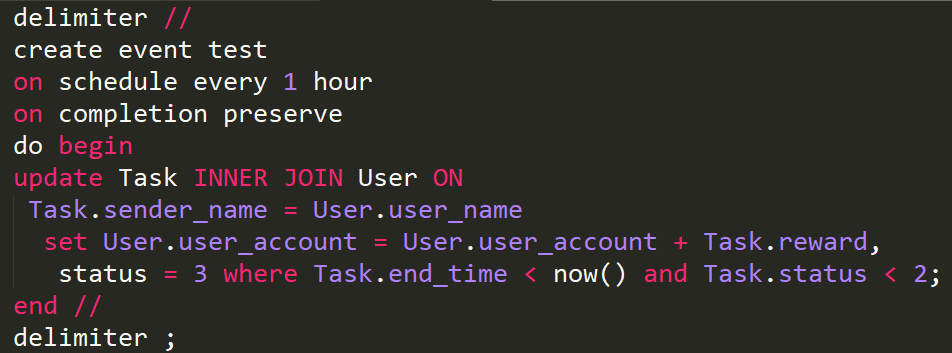 delimiter //
create event test
on schedule every 1 hour
on completion preserve
do begin
update Task INNER JOIN User ON
Task.sender_name = User.user_name
set User.user_account = User.user_account + Task.reward,
status = 3 where Task.end_time < now() and Task.status < 2;
end //
delimiter ;